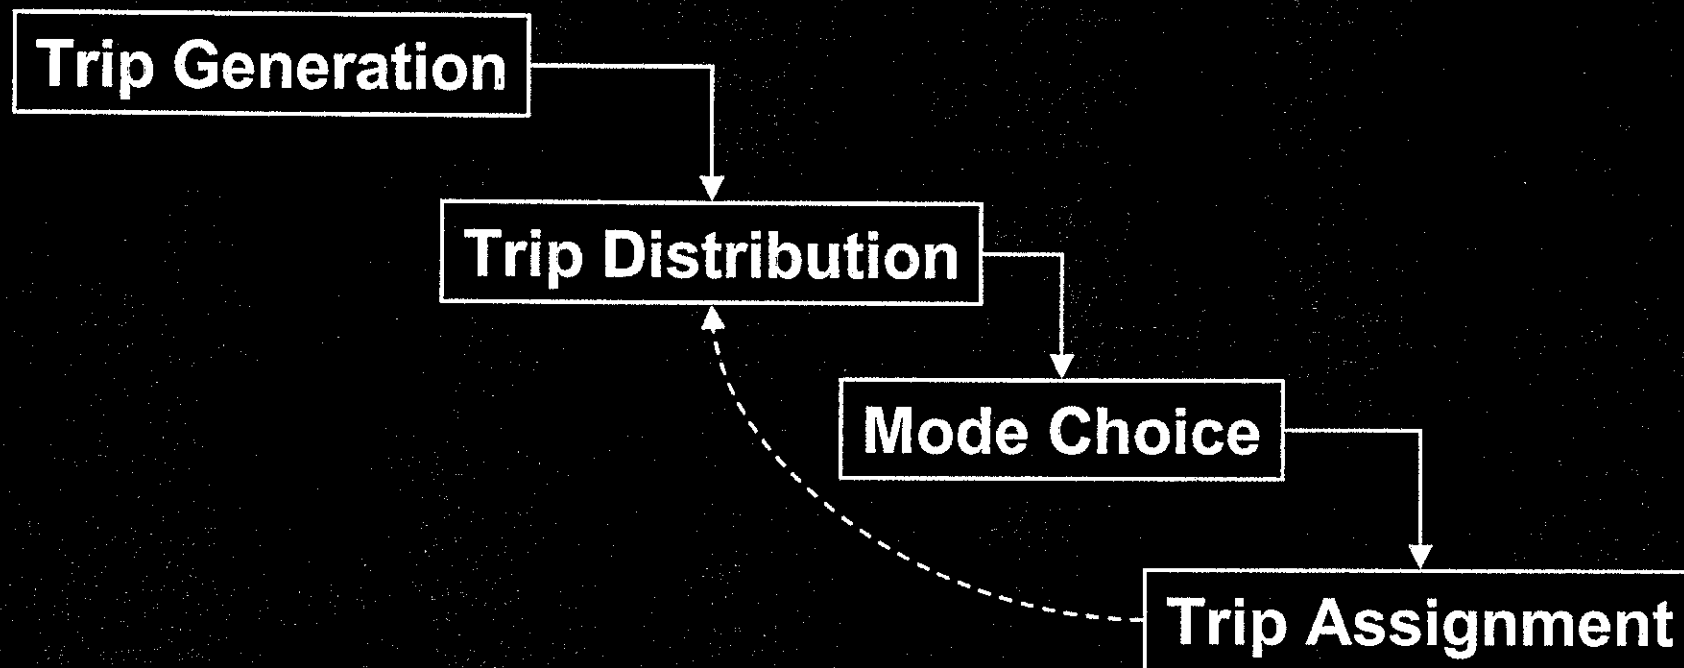 Trip Generation
Trip Distribution
Mode Choice
Trip Assignment